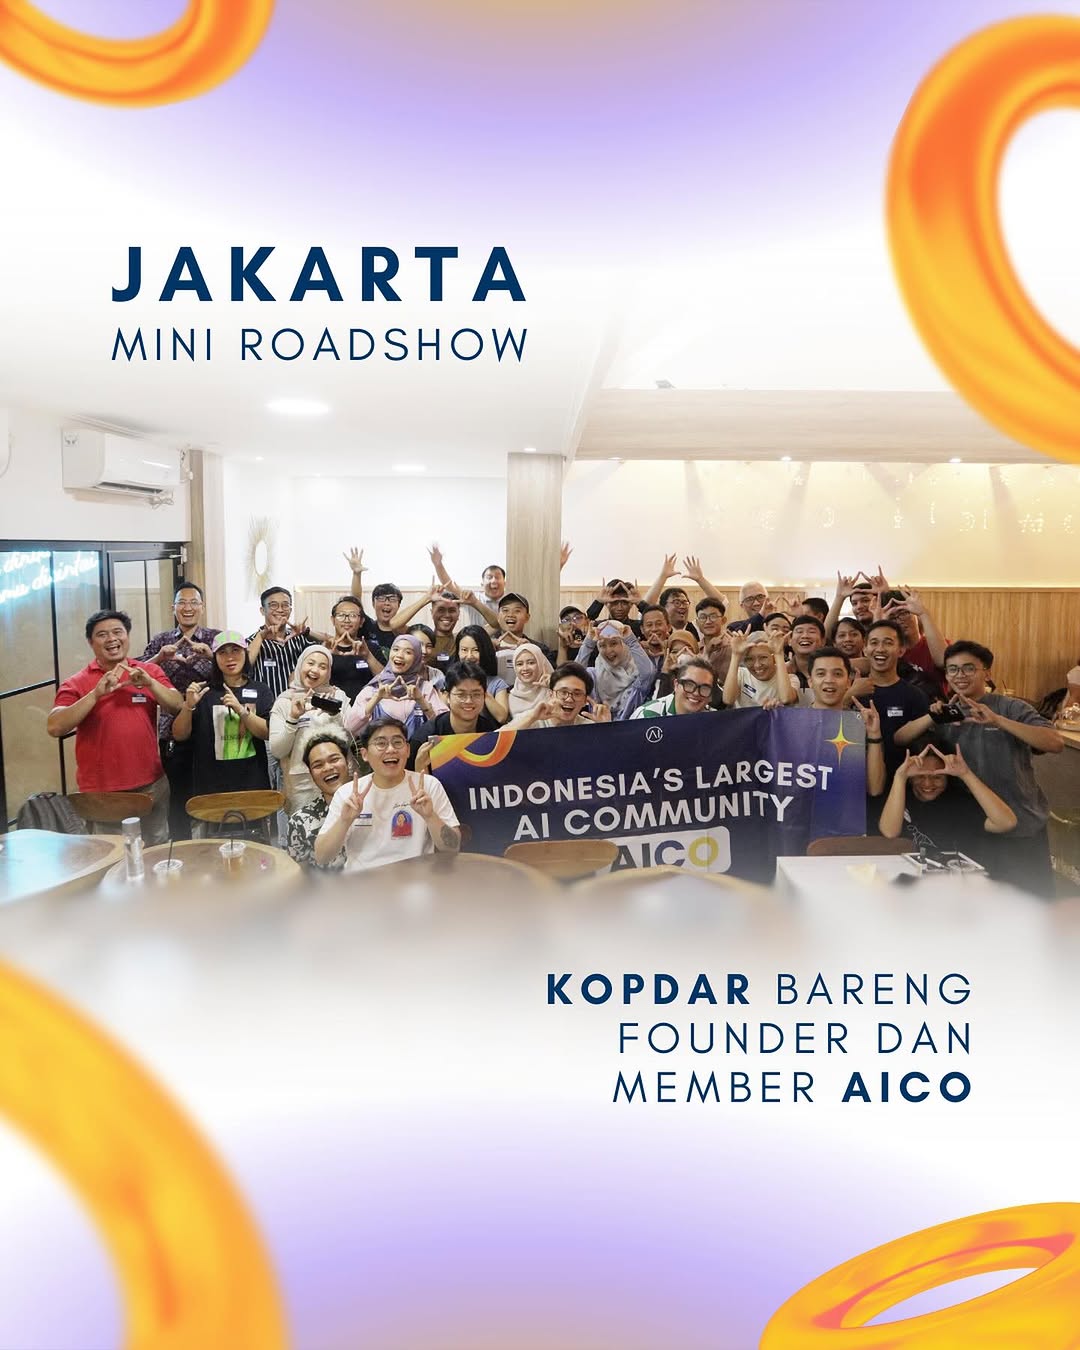 JAKARTA
MINI ROADSHOW
INDONESIA'S LARGEST
AI COMMUNITY
AICO
KOPDAR BARENG
FOUNDER DAN
MEMBER AICO